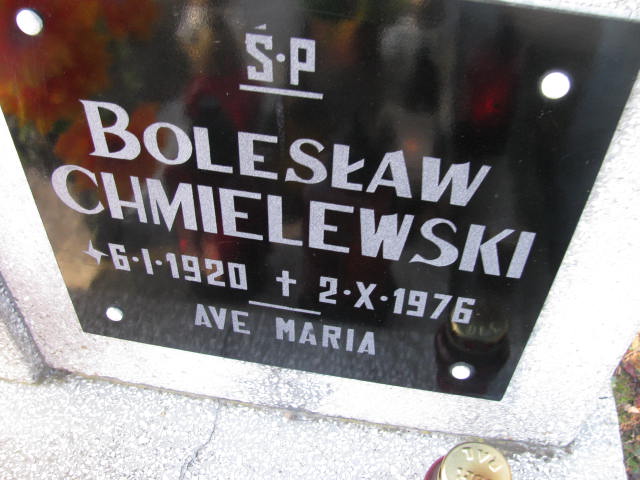 Ś·P
BOLESŁAW
CHMIELEWSKI
6·I·1920 † 2·X·1976
AVE MARIA